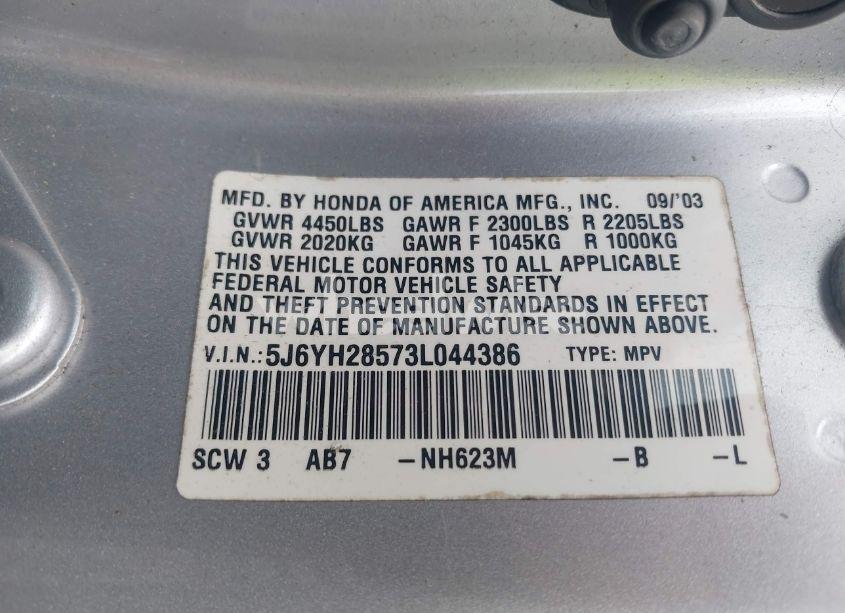 MFD. BY HONDA OF AMERICA MFG., INC. 09/'03
GVWR 4450LBS GAWR F 2300LBS R 2205LBS
GVWR 2020KG GAWR F 1045KG R 1000KG
THIS VEHICLE CONFORMS TO ALL APPLICABLE
FEDERAL MOTOR VEHICLE SAFETY
AND THEFT PREVENTION STANDARDS IN EFFECT
ON THE DATE OF MANUFACTURE SHOWN ABOVE.
V.I.N.: 5J6YH28573L044386 TYPE: MPV
SCW 3 AB7 -NH623M -B -L